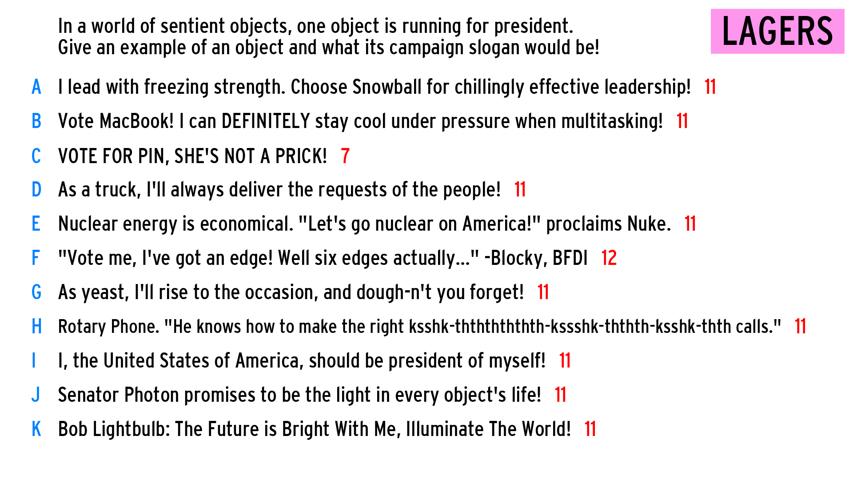 In a world of sentient objects, one object is running for president.
Give an example of an object and what its campaign slogan would be!
LAGERS
A I lead with freezing strength. Choose Snowball for chillingly effective leadership! 11
B Vote MacBook! I can DEFINITELY stay cool under pressure when multitasking! 11
C VOTE FOR PIN, SHE'S NOT A PRICK! 7
D As a truck, I'll always deliver the requests of the people! 11
E Nuclear energy is economical. "Let's go nuclear on America!" proclaims Nuke. 11
F "Vote me, I've got an edge! Well six edges actually..." -Blocky, BFDI 12
G As yeast, I'll rise to the occasion, and dough-n't you forget! 11
H Rotary Phone. "He knows how to make the right ksshk-thththththth-kssshk-ththth-ksshk-thth calls." 11
I I, the United States of America, should be president of myself! 11
J Senator Photon promises to be the light in every object's life! 11
K Bob Lightbulb: The Future is Bright With Me, Illuminate The World! 11